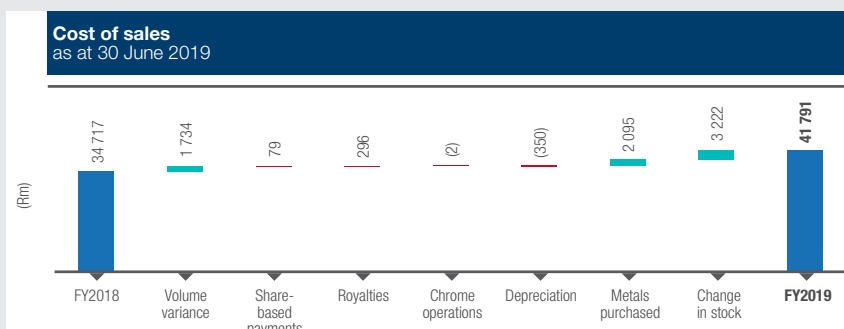 Cost of sales
as at 30 June 2019
(Rm)
34 717
1 734
79
296
(2)
(350)
2 095
3 222
41 791
FY2018
Volume
variance
Share-
based
payments
Royalties
Chrome
operations
Depreciation
Metals
purchased
Change
in stock
FY2019